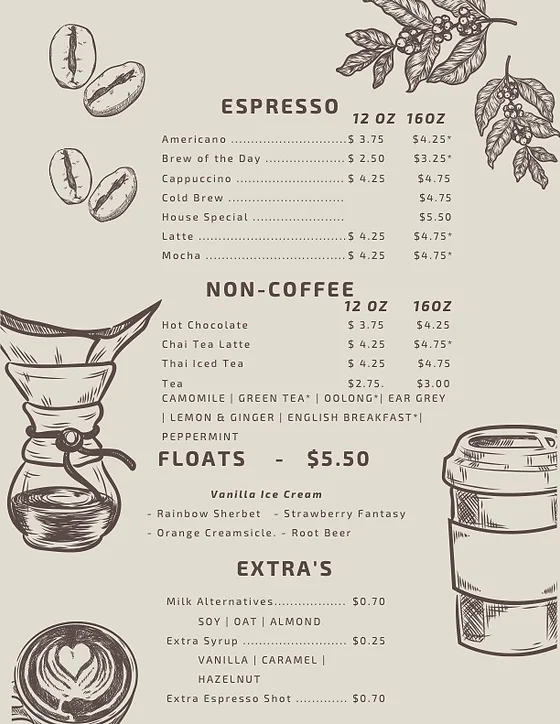 ESPRESSO
12 OZ 16OZ
Americano ............................$ 3.75 $4.25*
Brew of the Day ....................$ 2.50 $3.25*
Cappuccino ...........................$ 4.25 $4.75
Cold Brew ............................ $4.75
House Special ...................... $5.50
Latte ....................................$ 4.25 $4.75*
Mocha ...................................$ 4.25 $4.75*
NON-COFFEE
12 OZ 16OZ
Hot Chocolate $ 3.75 $4.25
Chai Tea Latte $ 4.25 $4.75*
Thai Iced Tea $ 4.25 $4.75
Tea $2.75. $3.00
CAMOMILE | GREEN TEA* | OOLONG*| EAR GREY
| LEMON & GINGER | ENGLISH BREAKFAST*|
PEPPERMINT
FLOATS - $5.50
Vanilla Ice Cream
- Rainbow Sherbet - Strawberry Fantasy
- Orange Creamsicle. - Root Beer
EXTRA'S
Milk Alternatives................. $0.70
SOY | OAT | ALMOND
Extra Syrup ......................... $0.25
VANILLA | CARAMEL |
HAZELNUT
Extra Espresso Shot ............ $0.70